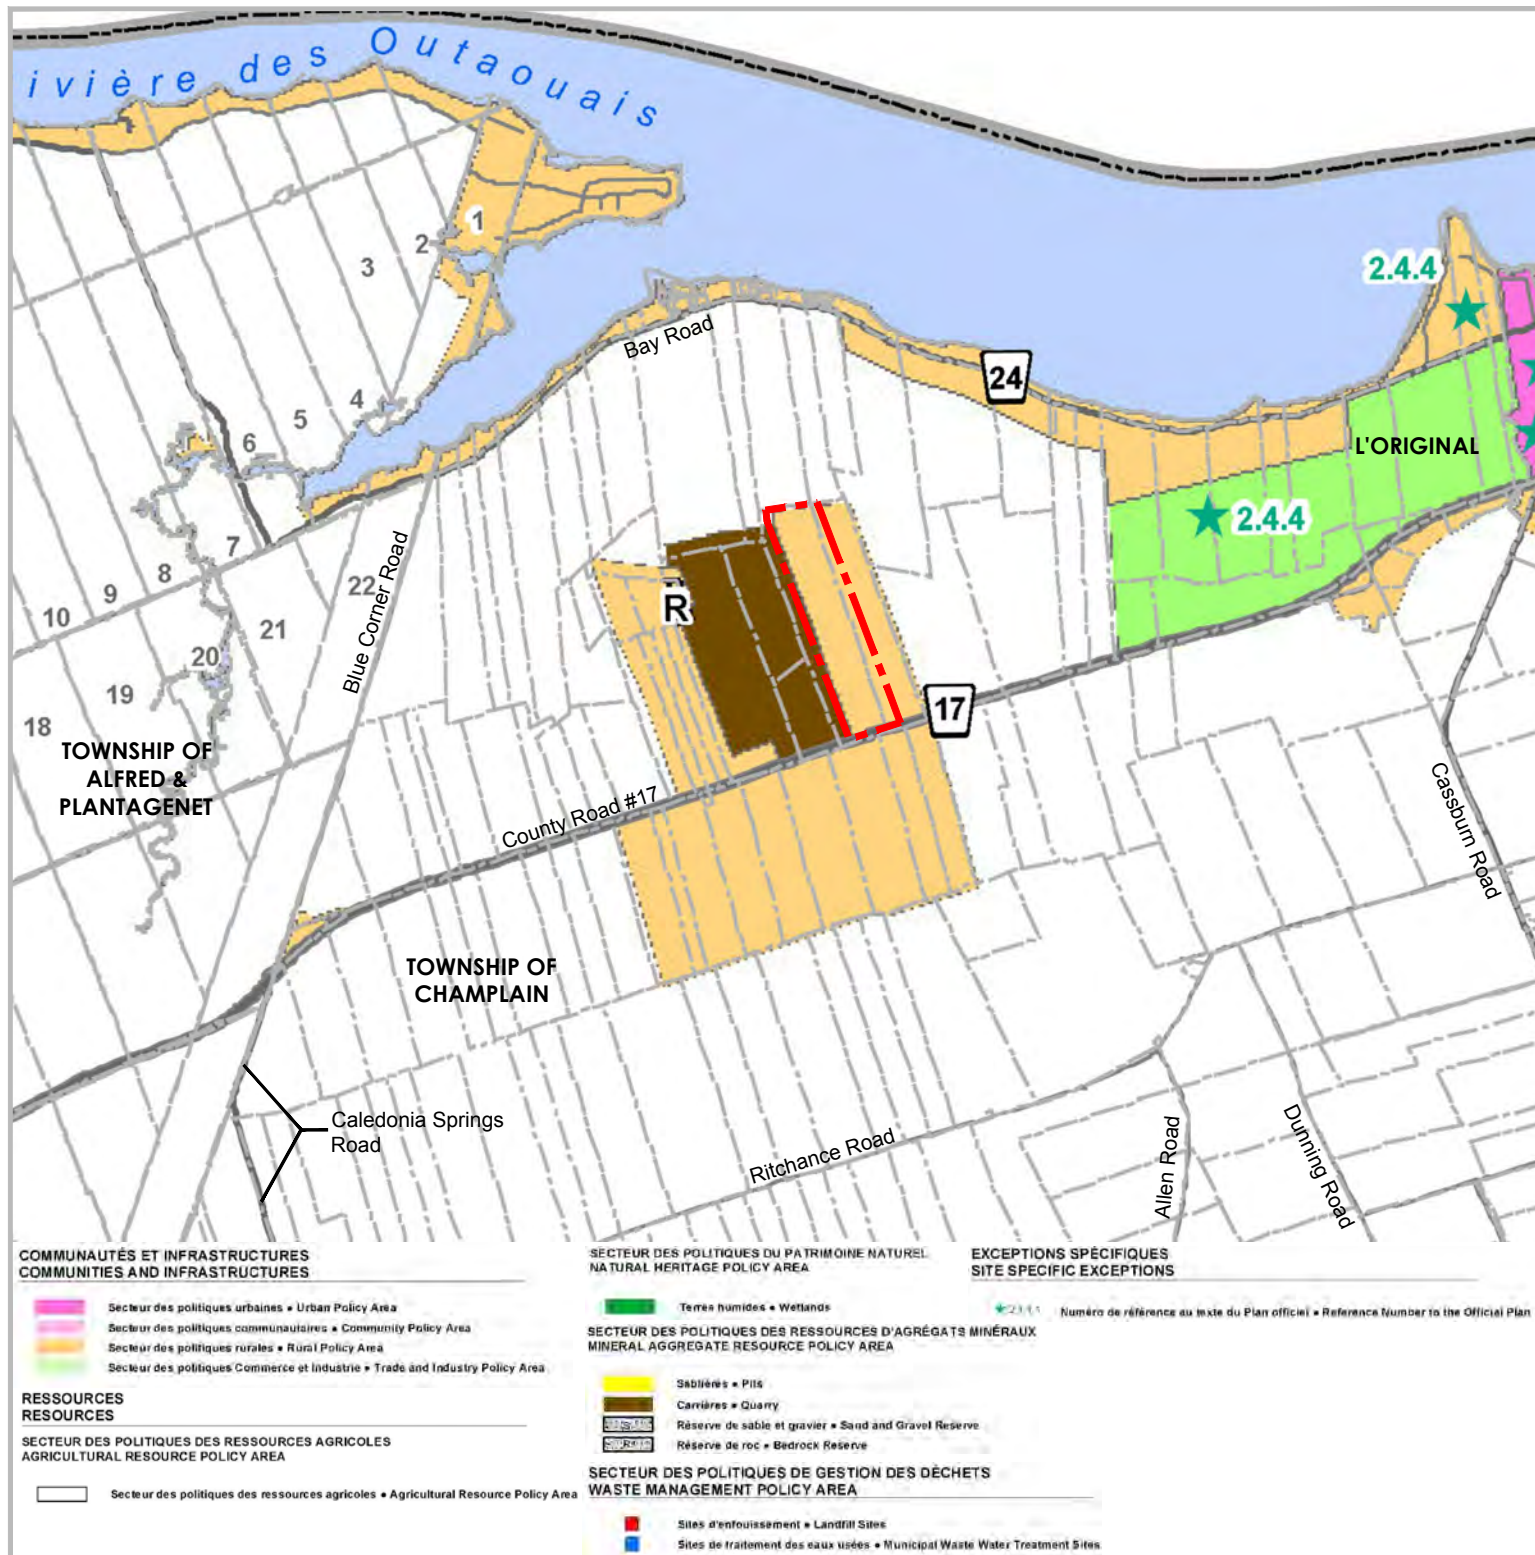 ivière des Outaouais
2.4.4
1
2
3
Bay Road
24
4
5
6
L'ORIGINAL
2.4.4
7
8
9
10
22
Blue Corner Road
R
21
20
19
18
17
TOWNSHIP OF
ALFRED &
PLANTAGENET
County Road #17
Cassburn Road
TOWNSHIP OF
CHAMPLAIN
Caledonia Springs
Road
Ritchance Road
Allen Road
Dunning Road
COMMUNAUTÉS ET INFRASTRUCTURES
COMMUNITIES AND INFRASTRUCTURES
Secteur des politiques urbaines • Urban Policy Area
Secteur des politiques communautaires • Community Policy Area
Secteur des politiques rurales • Rural Policy Area
Secteur des politiques Commerce et Industrie • Trade and Industry Policy Area
RESSOURCES
RESOURCES
SECTEUR DES POLITIQUES DES RESSOURCES AGRICOLES
AGRICULTURAL RESOURCE POLICY AREA
Secteur des politiques des ressources agricoles • Agricultural Resource Policy Area
SECTEUR DES POLITIQUES DU PATRIMOINE NATUREL
NATURAL HERITAGE POLICY AREA
Terres humides • Wetlands
SECTEUR DES POLITIQUES DES RESSOURCES D'AGRÉGATS MINÉRAUX
MINERAL AGGREGATE RESOURCE POLICY AREA
Sablières • Pits
Carrières • Quarry
S
Réserve de sable et gravier • Sand and Gravel Reserve
R
Réserve de roc • Bedrock Reserve
SECTEUR DES POLITIQUES DE GESTION DES DÉCHETS
WASTE MANAGEMENT POLICY AREA
Sites d'enfouissement • Landfill Sites
Sites de traitement des eaux usées • Municipal Waste Water Treatment Sites
EXCEPTIONS SPÉCIFIQUES
SITE SPECIFIC EXCEPTIONS
Numéro de référence au texte du Plan officiel • Reference Number to the Official Plan